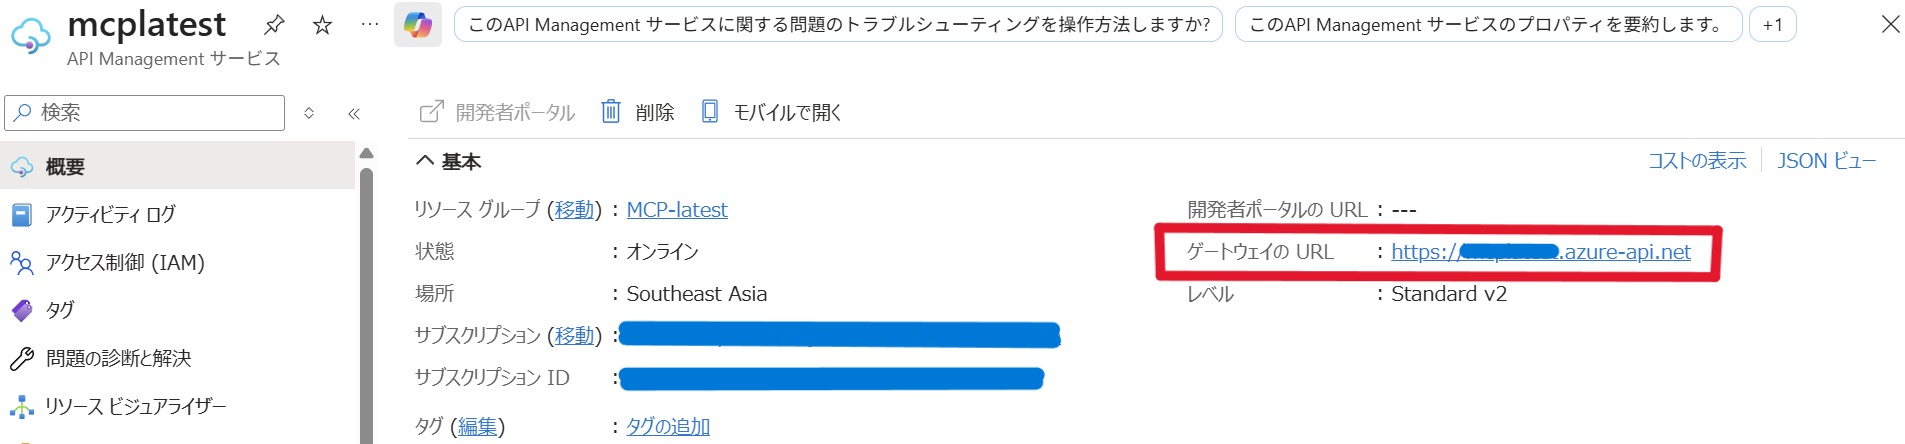 mcplatest
API Management サービス
このAPI Management サービスに関する問題のトラブルシューティングを操作方法しますか?
このAPI Management サービスのプロパティを要約します。
+1
検索
概要
アクティビティ ログ
アクセス制御 (IAM)
タグ
問題の診断と解決
リソース ビジュアライザー
開発者ポータル
削除
モバイルで開く
基本
コストの表示
JSON ビュー
リソース グループ (移動) : MCP-latest
状態 : オンライン
場所 : Southeast Asia
サブスクリプション (移動) :
サブスクリプション ID :
タグ (編集) : タグの追加
開発者ポータルの URL : ---
ゲートウェイの URL : https:// .azure-api.net
レベル : Standard v2